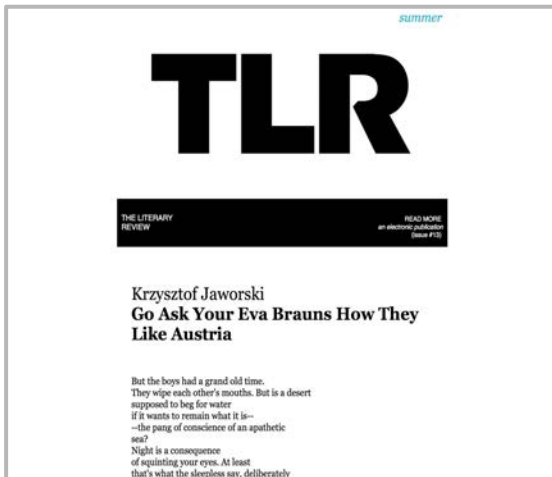 summer
TLR
THE LITERARY
REVIEW
READ MORE
an electronic publication
(issue #13)
Krzysztof Jaworski
Go Ask Your Eva Brauns How They
Like Austria
But the boys had a grand old time.
They wipe each other's mouths. But is a desert
supposed to beg for water
if it wants to remain what it is--
--the pang of conscience of an apathetic
sea?
Night is a consequence
of squinting your eyes. At least
that's what the sleepless say, deliberately